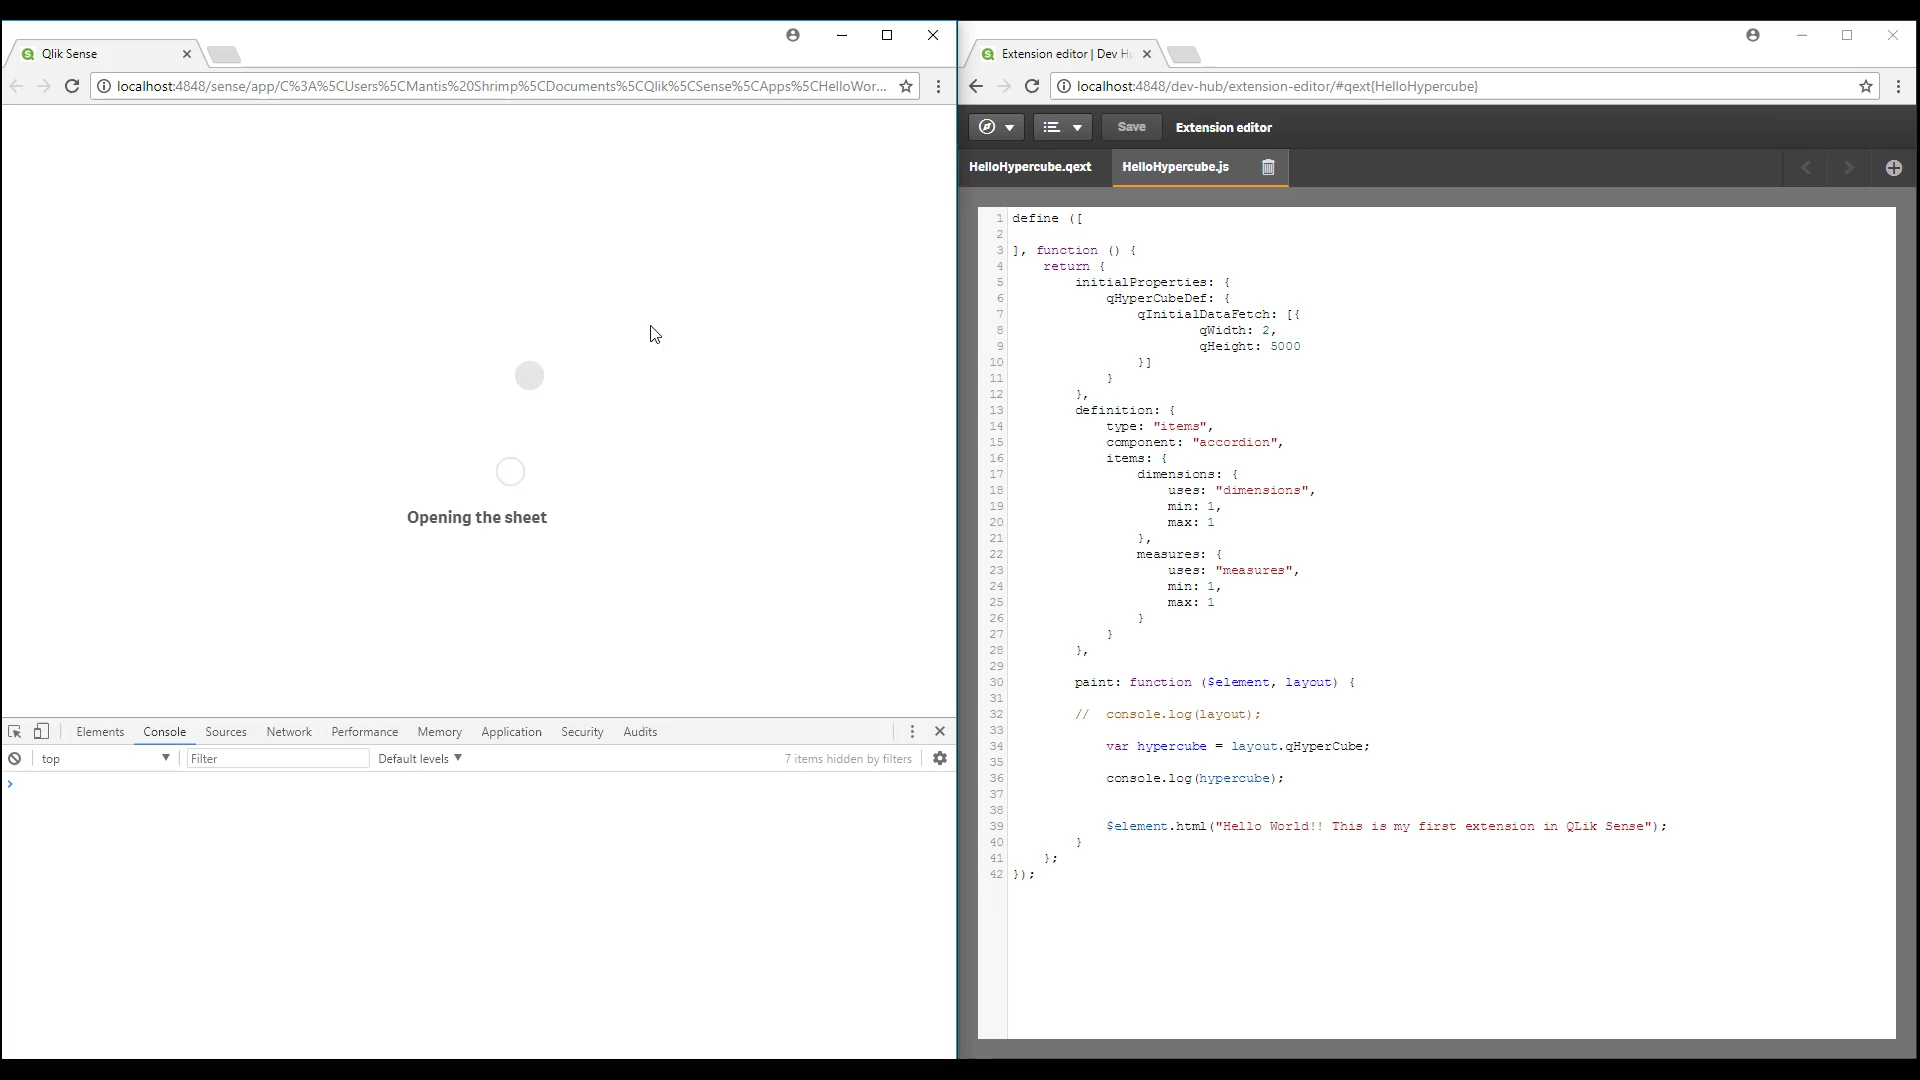 Qlik Sense
localhost:4848/sense/app/C%3A%5CUsers%5CMantis%20Shrimp%5CDocuments%5CQlik%5CSense%5CApps%5CHelloWor...
Opening the sheet
Elements Console Sources Network Performance Memory Application Security Audits
top Filter Default levels 7 items hidden by filters
Extension editor | Dev H
localhost:4848/dev-hub/extension-editor/#qext{HelloHypercube}
Save Extension editor
HelloHypercube.qext HelloHypercube.js
1 define ([
2
3 ], function () {
4 return {
5 initialProperties: {
6 qHyperCubeDef: {
7 qInitialDataFetch: [{
8 qWidth: 2,
9 qHeight: 5000
10 }]
11 }
12 },
13 definition: {
14 type: "items",
15 component: "accordion",
16 items: {
17 dimensions: {
18 uses: "dimensions",
19 min: 1,
20 max: 1
21 },
22 measures: {
23 uses: "measures",
24 min: 1,
25 max: 1
26 }
27 }
28 },
29
30 paint: function ($element, layout) {
31
32 // console.log(layout);
33
34 var hypercube = layout.qHyperCube;
35
36 console.log(hypercube);
37
38
39 $element.html("Hello World!! This is my first extension in QLik Sense");
40 }
41 };
42 });